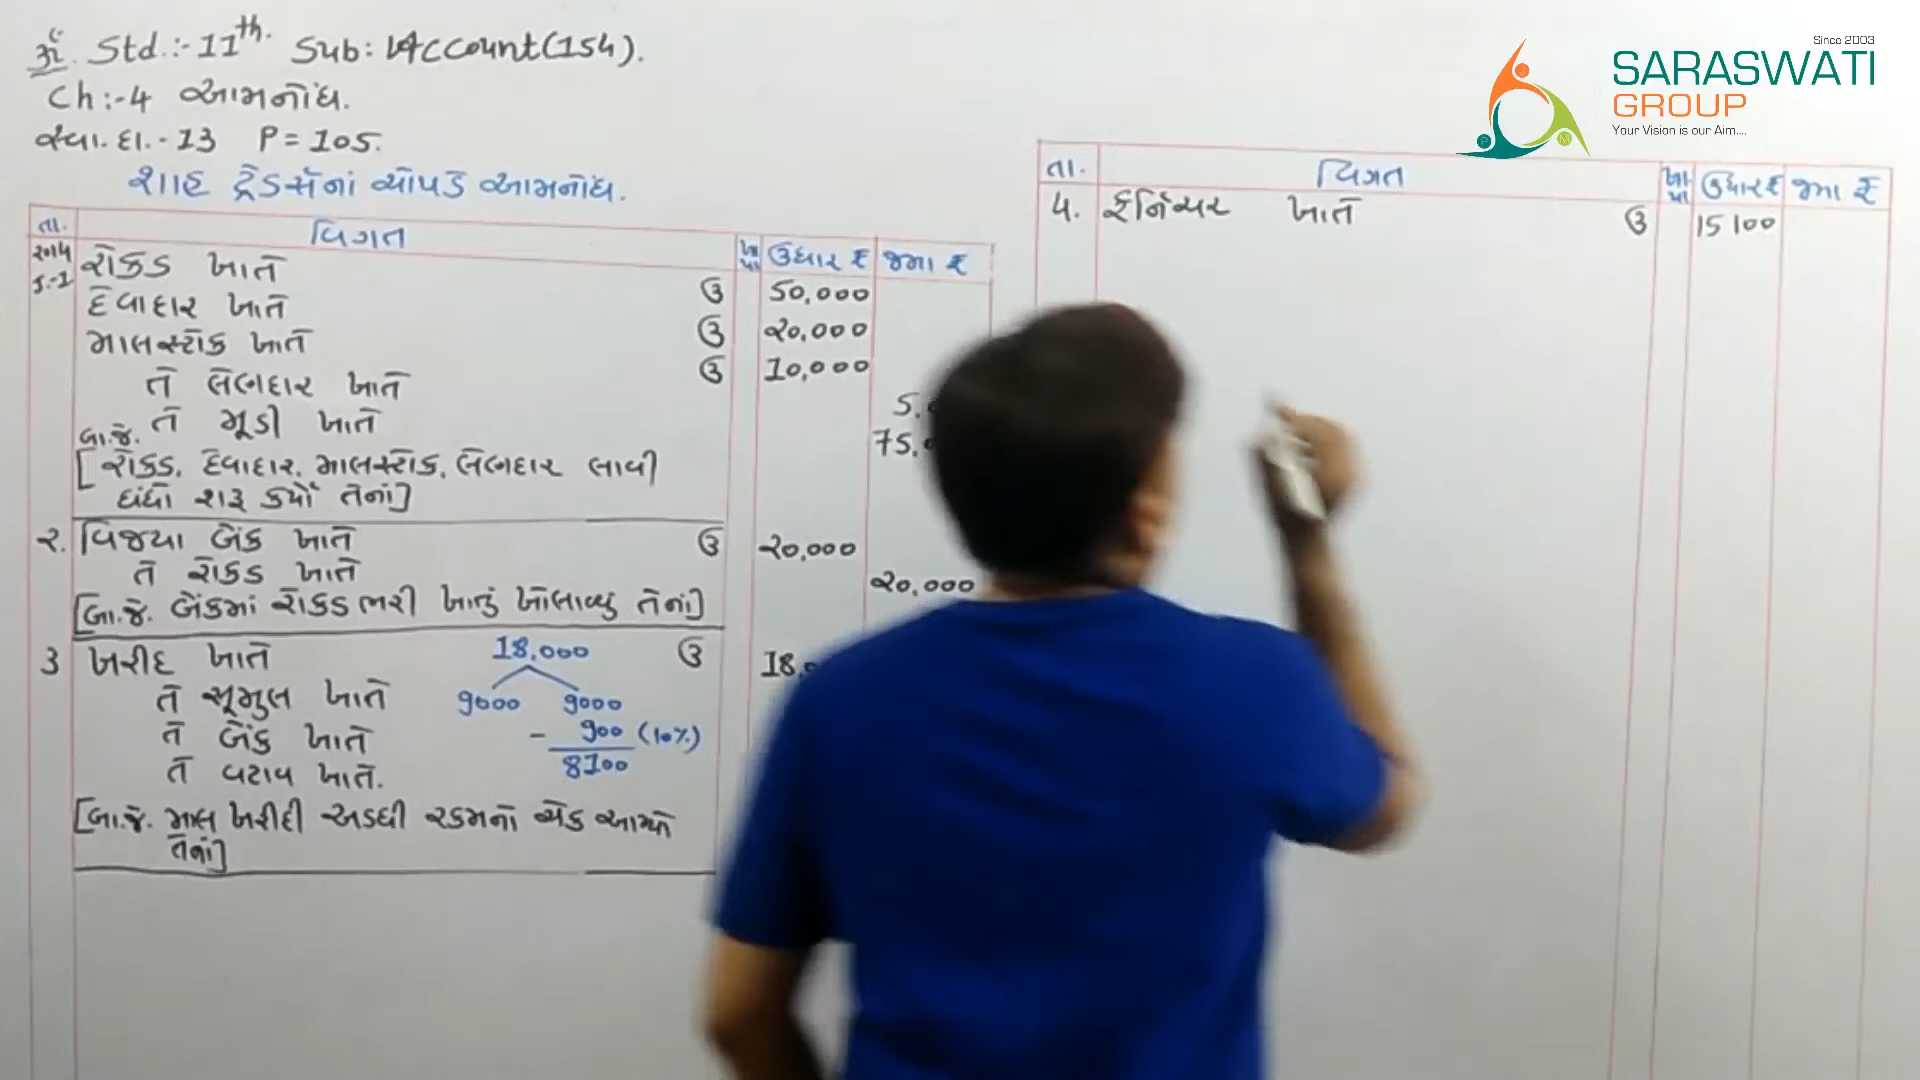 ૐ. Std.:-11th. Sub: Account(154).
Ch:-4 આમનોંધ.
સ્વા. દા.-13 P=105.
શાહ ટ્રેડર્સનાં ચોપડે આમનોંધ.
તા. વિગત ખા પા ઉધાર ₹ જમા ₹
રોકડ ખાતે ઉ 50,000
દેવાદાર ખાતે ઉ 20,000
માલસ્ટોક ખાતે ઉ 10,000
તે લેણદાર ખાતે
તે મૂડી ખાતે
બા.જે.
[રોકડ, દેવાદાર, માલસ્ટોક, લેણદાર લાવી
ધંધો શરૂ કર્યો તેનાં]
૨. વિજયા બેંક ખાતે ઉ 20,000
તે રોકડ ખાતે 20,000
[બા.જે. બેંકમાં રોકડ ભરી ખાતું ખોલાવ્યુ તેનાં]
3 ખરીદ ખાતે 18,000 ઉ
તે સૂમુલ ખાતે 9000 9000
તે બેંક ખાતે - 900 (10%)
તે વટાવ ખાતે. 8100
[બા.જે. માલ ખરીદી અડધી રકમનો ચેક આપ્યો
તેનાં]
તા. વિગત ખા પા ઉધાર ₹ જમા ₹
4. ફર્નિચર ખાતે ઉ 15100
Since 2003
SARASWATI
GROUP
Your Vision is our Aim....